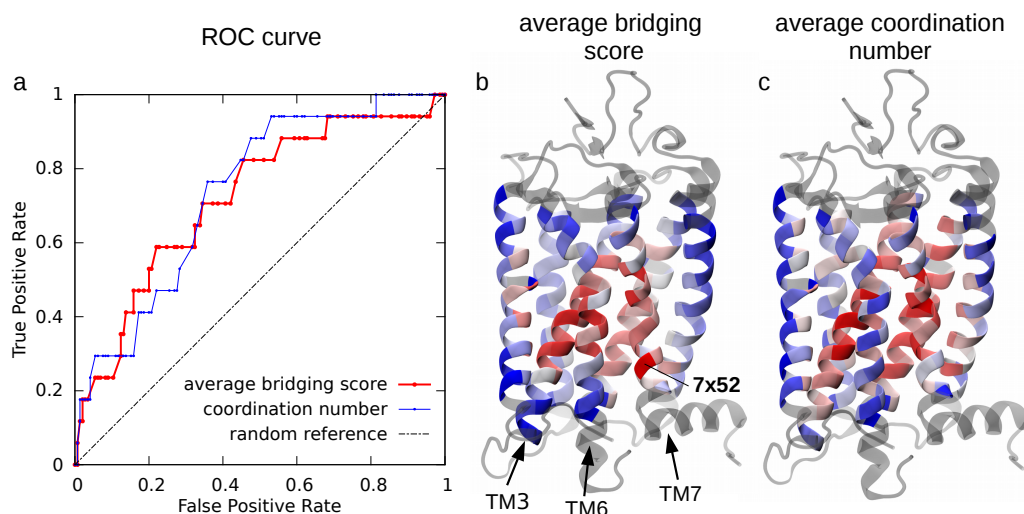 ROC curve
average bridging
score
average coordination
number
a
b
c
1
0.8
0.6
0.4
0.2
0
True Positive Rate
average bridging score
coordination number
random reference
0
0.2
0.4
0.6
0.8
1
False Positive Rate
7x52
TM3
TM6
TM7